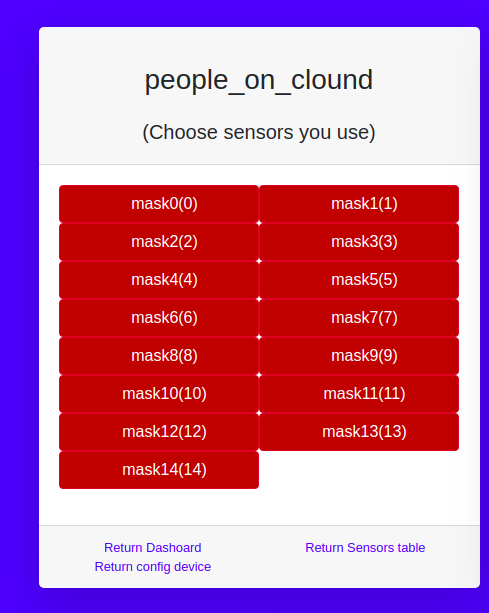 people_on_clound
(Choose sensors you use)
mask0(0) mask1(1)
mask2(2) mask3(3)
mask4(4) mask5(5)
mask6(6) mask7(7)
mask8(8) mask9(9)
mask10(10) mask11(11)
mask12(12) mask13(13)
mask14(14)
Return Dashoard Return Sensors table
Return config device